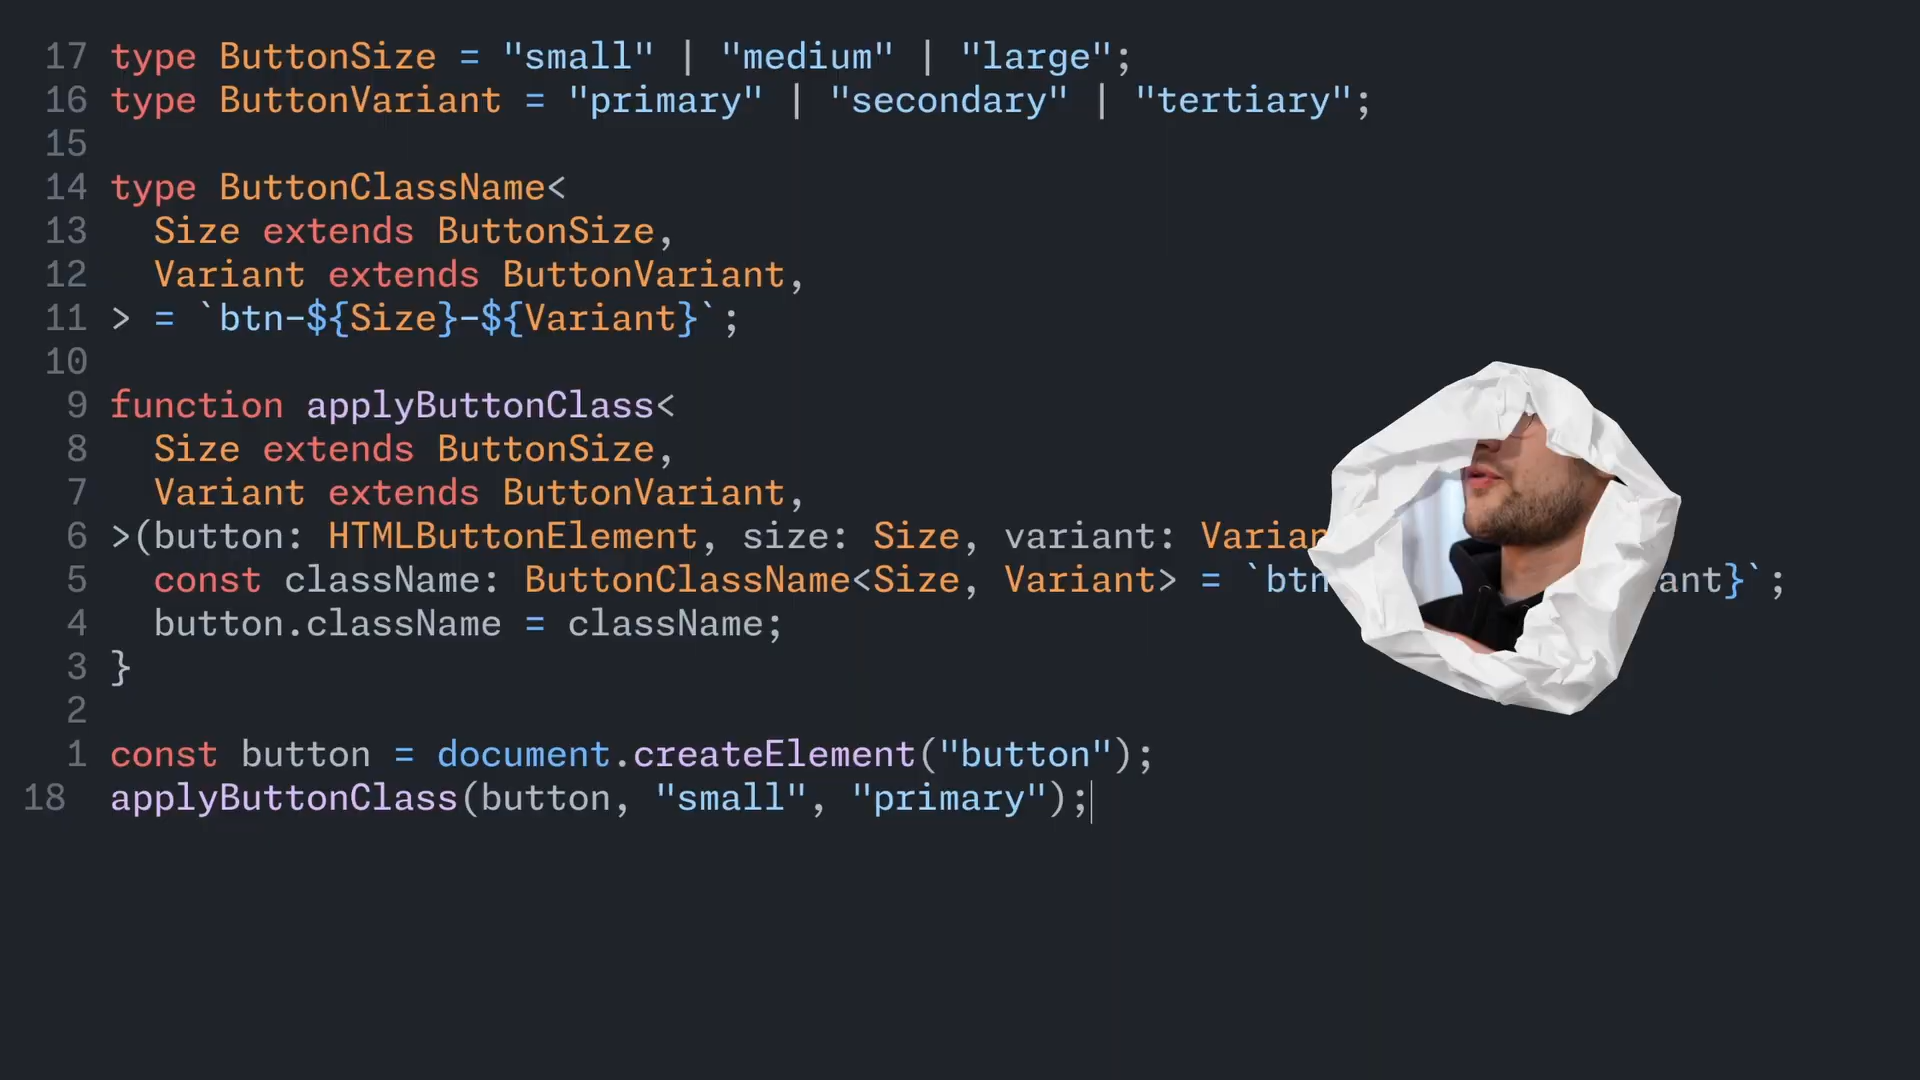 17 type ButtonSize = "small" | "medium" | "large";
16 type ButtonVariant = "primary" | "secondary" | "tertiary";
15
14 type ButtonClassName<
13   Size extends ButtonSize,
12   Variant extends ButtonVariant,
11 > = `btn-${Size}-${Variant}`;
10
9 function applyButtonClass<
8   Size extends ButtonSize,
7   Variant extends ButtonVariant,
6 >(button: HTMLButtonElement, size: Size, variant:
5   const className: ButtonClassName<Size, Variant> = `btn }`;
4   button.className = className;
3 }
2
1 const button = document.createElement("button");
18 applyButtonClass(button, "small", "primary");